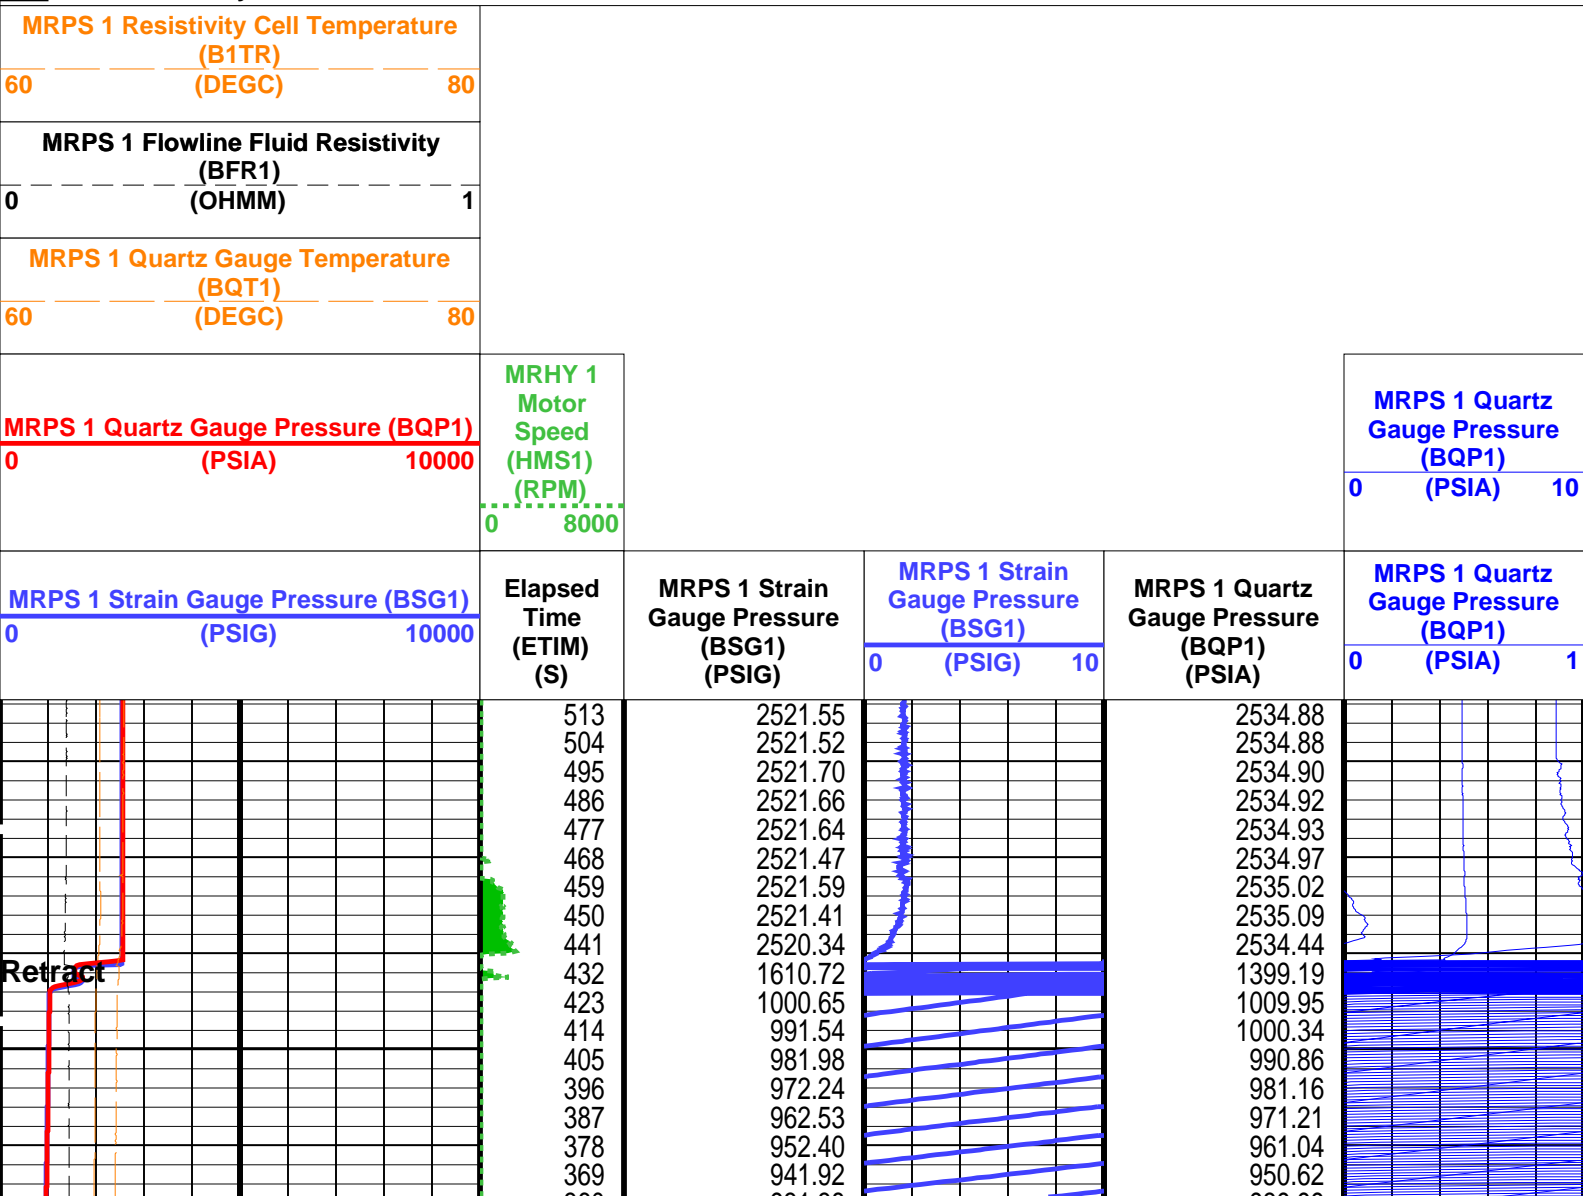 MRPS 1 Resistivity Cell Temperature
(B1TR)
60 (DEGC) 80
MRPS 1 Flowline Fluid Resistivity
(BFR1)
0 (OHMM) 1
MRPS 1 Quartz Gauge Temperature
(BQT1)
60 (DEGC) 80
MRPS 1 Quartz Gauge Pressure (BQP1)
0 (PSIA) 10000
MRHY 1
Motor
Speed
(HMS1)
(RPM)
0 8000
MRPS 1 Quartz
Gauge Pressure
(BQP1)
0 (PSIA) 10
MRPS 1 Strain Gauge Pressure (BSG1)
0 (PSIG) 10000
Elapsed
Time
(ETIM)
(S)
MRPS 1 Strain
Gauge Pressure
(BSG1)
(PSIG)
MRPS 1 Strain
Gauge Pressure
(BSG1)
0 (PSIG) 10
MRPS 1 Quartz
Gauge Pressure
(BQP1)
(PSIA)
MRPS 1 Quartz
Gauge Pressure
(BQP1)
0 (PSIA) 1
513 2521.55 2534.88
504 2521.52 2534.88
495 2521.70 2534.90
486 2521.66 2534.92
477 2521.64 2534.93
468 2521.47 2534.97
459 2521.59 2535.02
450 2521.41 2535.09
441 2520.34 2534.44
Retract 432 1610.72 1399.19
423 1000.65 1009.95
414 991.54 1000.34
405 981.98 990.86
396 972.24 981.16
387 962.53 971.21
378 952.40 961.04
369 941.92 950.62